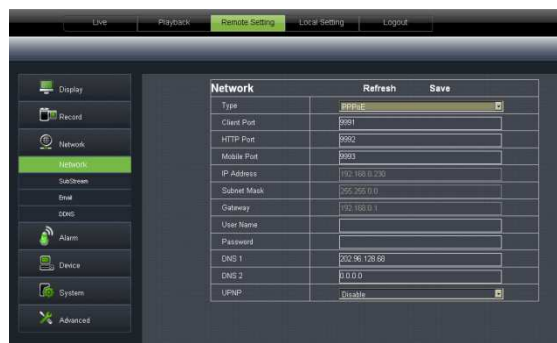 Live Playback Remote Setting Local Setting Logout
Display
Record
Network
Network
SubStream
Email
DDNS
Alarm
Device
System
Advanced
Network Refresh Save
Type PPPoE
Client Port 9991
HTTP Port 9992
Mobile Port 9993
IP Address 192.168.0.230
Subnet Mask 255.255.0.0
Gateway 192.168.0.1
User Name
Password
DNS 1 202.96.128.68
DNS 2 0.0.0.0
UPNP Disable